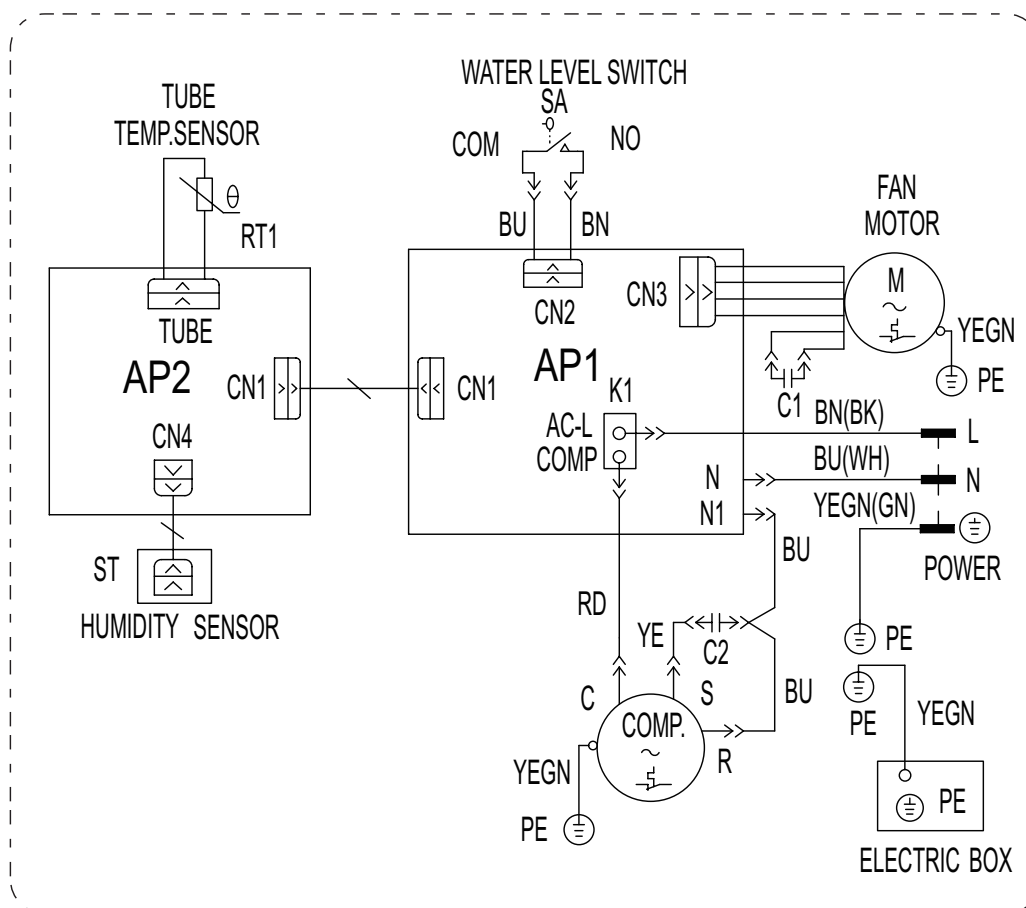 WATER LEVEL SWITCH
SA
COM
NO
BU
BN
TUBE
TEMP.SENSOR
θ
RT1
FAN
MOTOR
M
YEGN
PE
TUBE
AP2
CN1
CN4
ST
HUMIDITY SENSOR
CN2
CN3
AP1
CN1
K1
AC-L
COMP
N
N1
C1
BN(BK)
L
BU(WH)
N
YEGN(GN)
POWER
PE
BU
RD
YE
C2
C
S
BU
COMP.
R
YEGN
PE
PE
YEGN
PE
ELECTRIC BOX